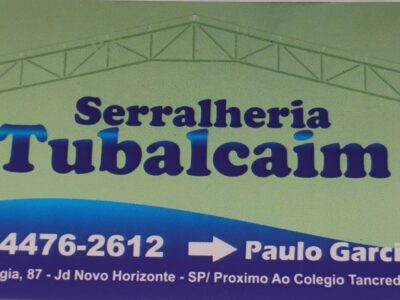 Serralheria
Tubalcaim
4476-2612 Paulo Garci
gia, 87 - Jd Novo Horizonte - SP/ Proximo Ao Colegio Tancred